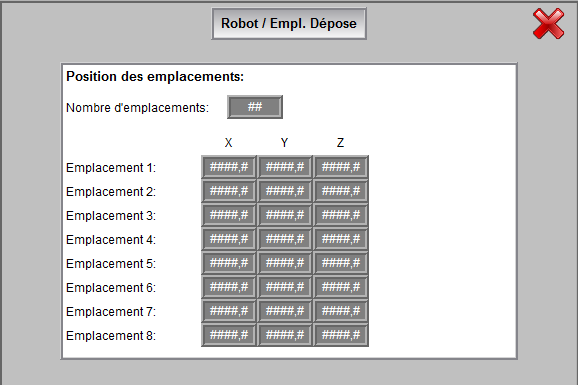 Robot / Empl. Dépose
Position des emplacements:
Nombre d'emplacements: ##
X Y Z
Emplacement 1: ####,# ####,# ####,#
Emplacement 2: ####,# ####,# ####,#
Emplacement 3: ####,# ####,# ####,#
Emplacement 4: ####,# ####,# ####,#
Emplacement 5: ####,# ####,# ####,#
Emplacement 6: ####,# ####,# ####,#
Emplacement 7: ####,# ####,# ####,#
Emplacement 8: ####,# ####,# ####,#